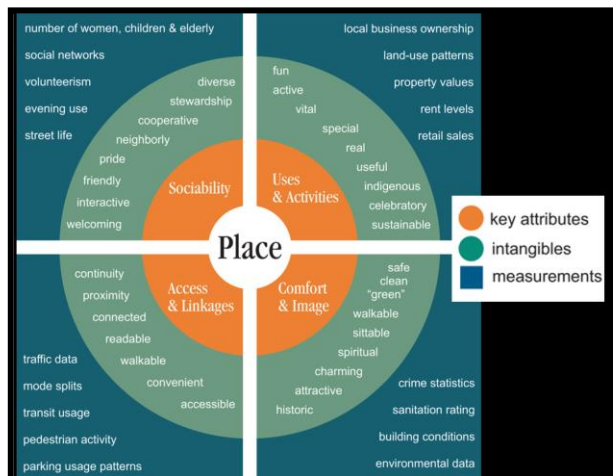 number of women, children & elderly
social networks
volunteerism
evening use
street life
diverse
stewardship
cooperative
neighborly
pride
friendly
interactive
welcoming
Sociability
local business ownership
land-use patterns
property values
rent levels
retail sales
fun
active
vital
special
real
useful
indigenous
celebratory
sustainable
Uses
& Activities
Place
key attributes
intangibles
measurements
Access
& Linkages
continuity
proximity
connected
readable
walkable
convenient
accessible
traffic data
mode splits
transit usage
pedestrian activity
parking usage patterns
Comfort
& Image
safe
clean
"green"
walkable
sittable
spiritual
charming
attractive
historic
crime statistics
sanitation rating
building conditions
environmental data